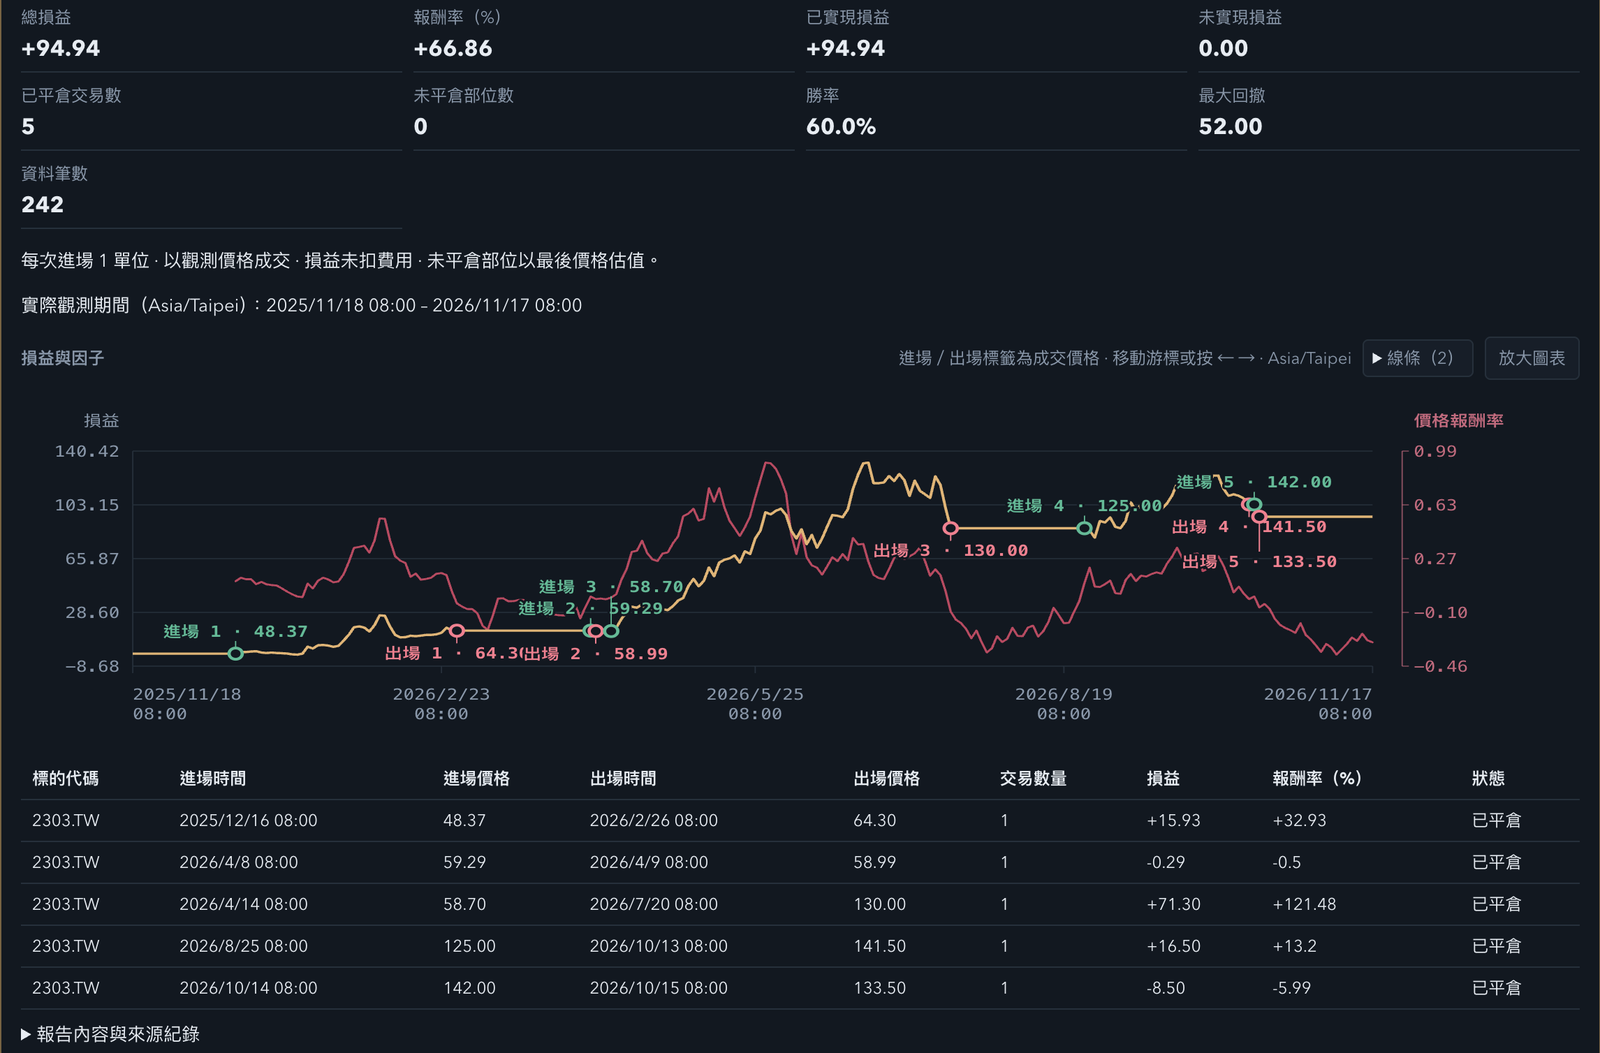 總損益 報酬率（%） 已實現損益 未實現損益
+94.94 +66.86 +94.94 0.00
已平倉交易數 未平倉部位數 勝率 最大回撤
5 0 60.0% 52.00
資料筆數
242
每次進場 1 單位 · 以觀測價格成交 · 損益未扣費用 · 未平倉部位以最後價格估值。
實際觀測期間（Asia/Taipei）：2025/11/18 08:00 – 2026/11/17 08:00
損益與因子 進場 / 出場標籤為成交價格 · 移動游標或按 ← → · Asia/Taipei ▶ 線條（2） 放大圖表
損益 價格報酬率
140.42 0.99
進場 5 · 142.00
103.15 進場 4 · 125.00 0.63
出場 4 · 141.50
出場 3 · 130.00
65.87 出場 5 · 133.50 0.27
進場 3 · 58.70
28.60 進場 2 · 59.29 −0.10
進場 1 · 48.37
出場 1 · 64.30 出場 2 · 58.99
−8.68 −0.46
2025/11/18 2026/2/23 2026/5/25 2026/8/19 2026/11/17
08:00 08:00 08:00 08:00 08:00
標的代碼 進場時間 進場價格 出場時間 出場價格 交易數量 損益 報酬率（%） 狀態
2303.TW 2025/12/16 08:00 48.37 2026/2/26 08:00 64.30 1 +15.93 +32.93 已平倉
2303.TW 2026/4/8 08:00 59.29 2026/4/9 08:00 58.99 1 -0.29 -0.5 已平倉
2303.TW 2026/4/14 08:00 58.70 2026/7/20 08:00 130.00 1 +71.30 +121.48 已平倉
2303.TW 2026/8/25 08:00 125.00 2026/10/13 08:00 141.50 1 +16.50 +13.2 已平倉
2303.TW 2026/10/14 08:00 142.00 2026/10/15 08:00 133.50 1 -8.50 -5.99 已平倉
▶ 報告內容與來源紀錄